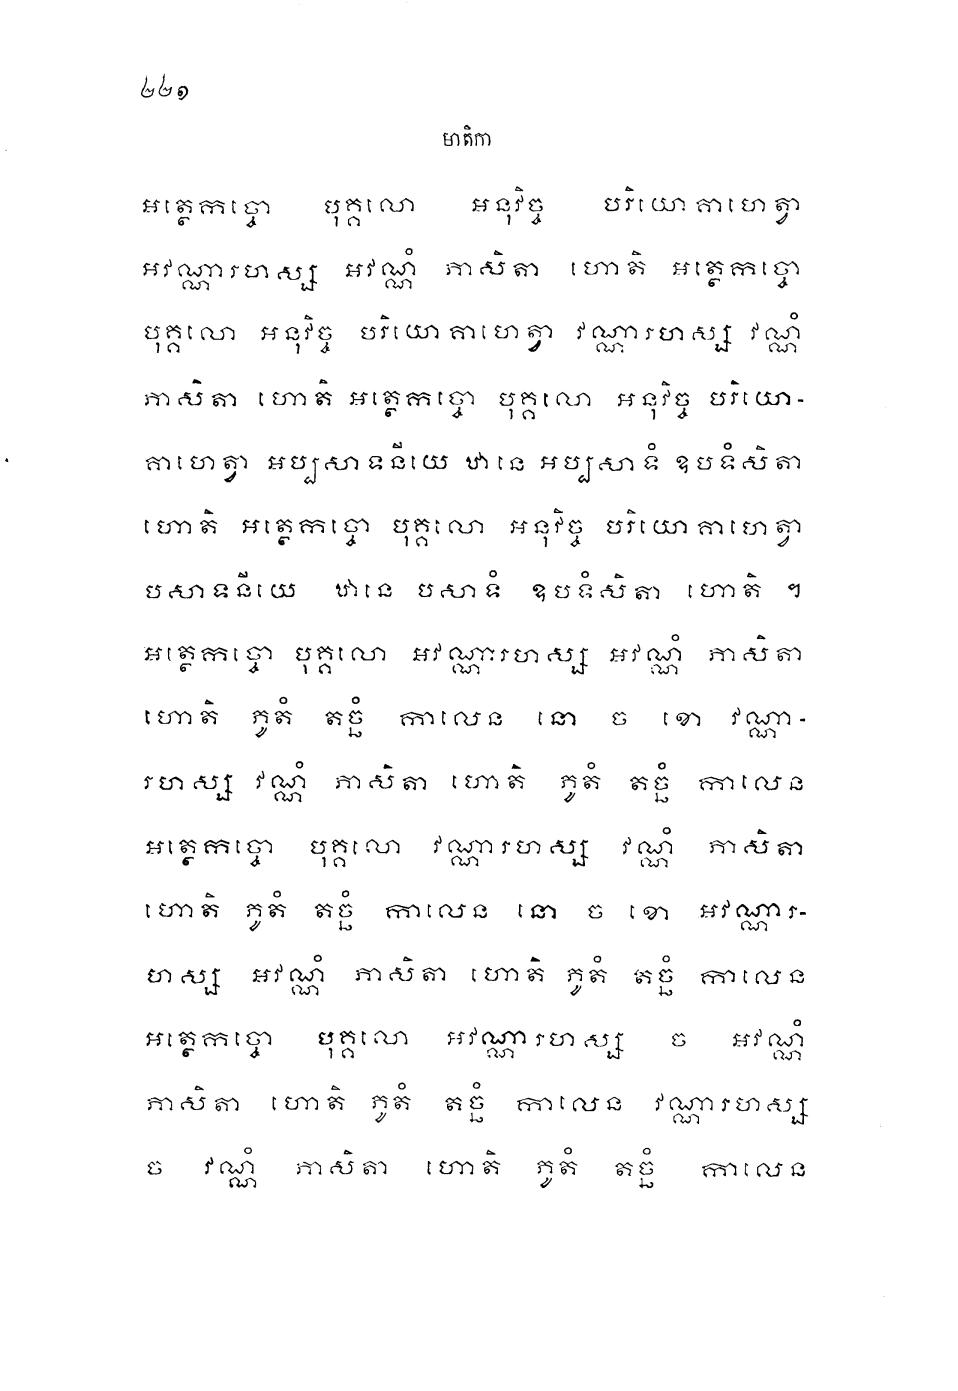 ២២១
មាតិកា
អត្ថេកច្ចោ បុគ្គលោ អនុវិច្ច បរិយោគាហេត្វា
អវណ្ណារហស្ស អវណ្ណំ ភាសិតា ហោតិ អត្ថេកច្ចោ
បុគ្គលោ អនុវិច្ច បរិយោគាហេត្វា វណ្ណារហស្ស វណ្ណំ
ភាសិតា ហោតិ អត្ថេកច្ចោ បុគ្គលោ អនុវិច្ច បរិយោ-
គាហេត្វា អប្បសាទនីយេ ឋានេ អប្បសាទំ ឧបទំសិតា
ហោតិ អត្ថេកច្ចោ បុគ្គលោ អនុវិច្ច បរិយោគាហេត្វា
បសាទនីយេ ឋានេ បសាទំ ឧបទំសិតា ហោតិ ។
អត្ថេកច្ចោ បុគ្គលោ អវណ្ណារហស្ស អវណ្ណំ ភាសិតា
ហោតិ ភូតំ តច្ឆំ កាលេន នោ ច ខោ វណ្ណា-
រហស្ស វណ្ណំ ភាសិតា ហោតិ ភូតំ តច្ឆំ កាលេន
អត្ថេកច្ចោ បុគ្គលោ វណ្ណារហស្ស វណ្ណំ ភាសិតា
ហោតិ ភូតំ តច្ឆំ កាលេន នោ ច ខោ អវណ្ណារ-
ហស្ស អវណ្ណំ ភាសិតា ហោតិ ភូតំ តច្ឆំ កាលេន
អត្ថេកច្ចោ បុគ្គលោ អវណ្ណារហស្ស ច អវណ្ណំ
ភាសិតា ហោតិ ភូតំ តច្ឆំ កាលេន វណ្ណារហស្ស
ច វណ្ណំ ភាសិតា ហោតិ ភូតំ តច្ឆំ កាលេន